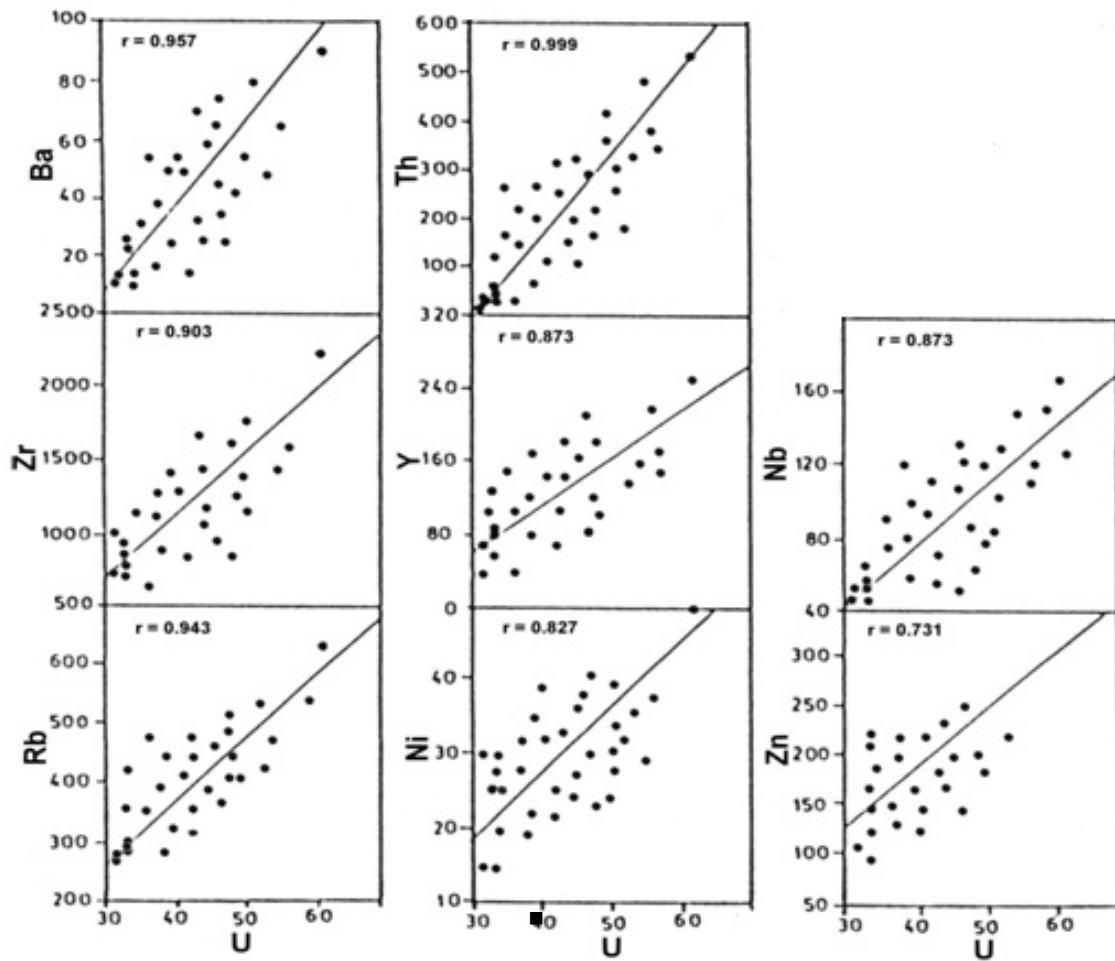 100
80
60
40
20
Ba
r = 0.957
600
500
400
300
200
100
Th
r = 0.999
2500
2000
1500
1000
500
Zr
r = 0.903
320
240
160
80
0
Y
r = 0.873
160
120
80
40
Nb
r = 0.873
600
500
400
300
200
Rb
r = 0.943
30 40 50 60
U
40
30
20
10
Ni
r = 0.827
30 40 50 60
U
300
250
200
150
100
50
Zn
r = 0.731
30 40 50 60
U